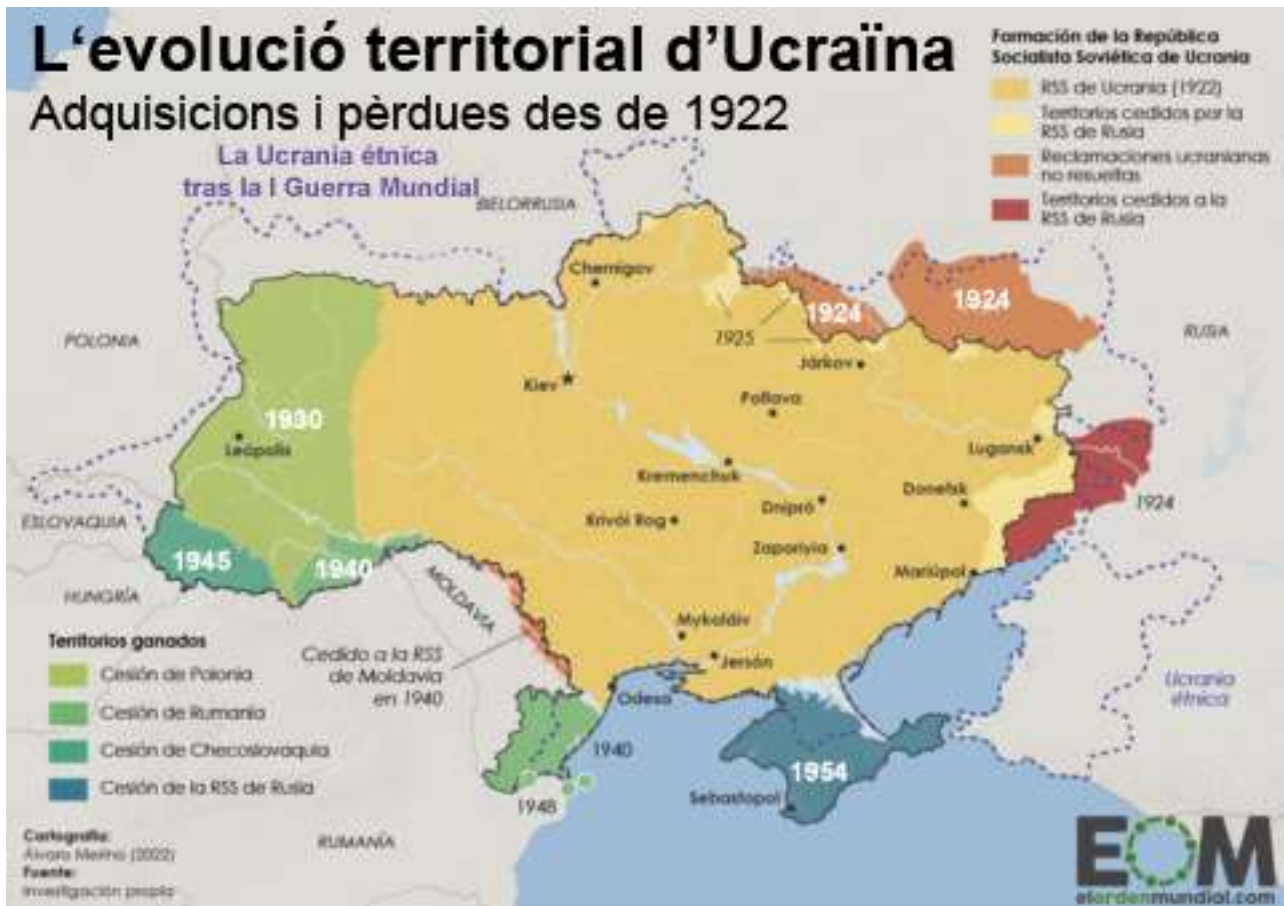 L‘evolució territorial d’Ucraïna
Adquisicions i pèrdues des de 1922
Formación de la República
Socialista Soviética de Ucrania
RSS de Ucrania (1922)
Territorios cedidos por la
RSS de Rusia
Reclamaciones ucranianas
no resueltas
Territorios cedidos a la
RSS de Rusia
La Ucrania étnica
tras la I Guerra Mundial
BIELORRUSIA
Chernígov
1924
1924
POLONIA
1925
RUSIA
Járkov
Kiev
Poltava
1930
Leópolis
Lugansk
Kremenchuk
Donetsk
1924
ESLOVAQUIA
Krivói Rog
Dnipró
1945
1940
Zaporiyia
HUNGRÍA
MOLDAVIA
Mariúpol
Mykoláiv
Jersón
Territorios ganados
Cesión de Polonia
Cesión de Rumanía
Cesión de Checoslovaquia
Cesión de la RSS de Rusia
Cedido a la RSS
de Moldavia
en 1940
Odesa
Ucrania
étnica
1940
1954
1948
Sebastopol
RUMANÍA
Cartografía:
Álvaro Merino (2022)
Fuente:
Investigación propia
EOM
elordenmundial.com